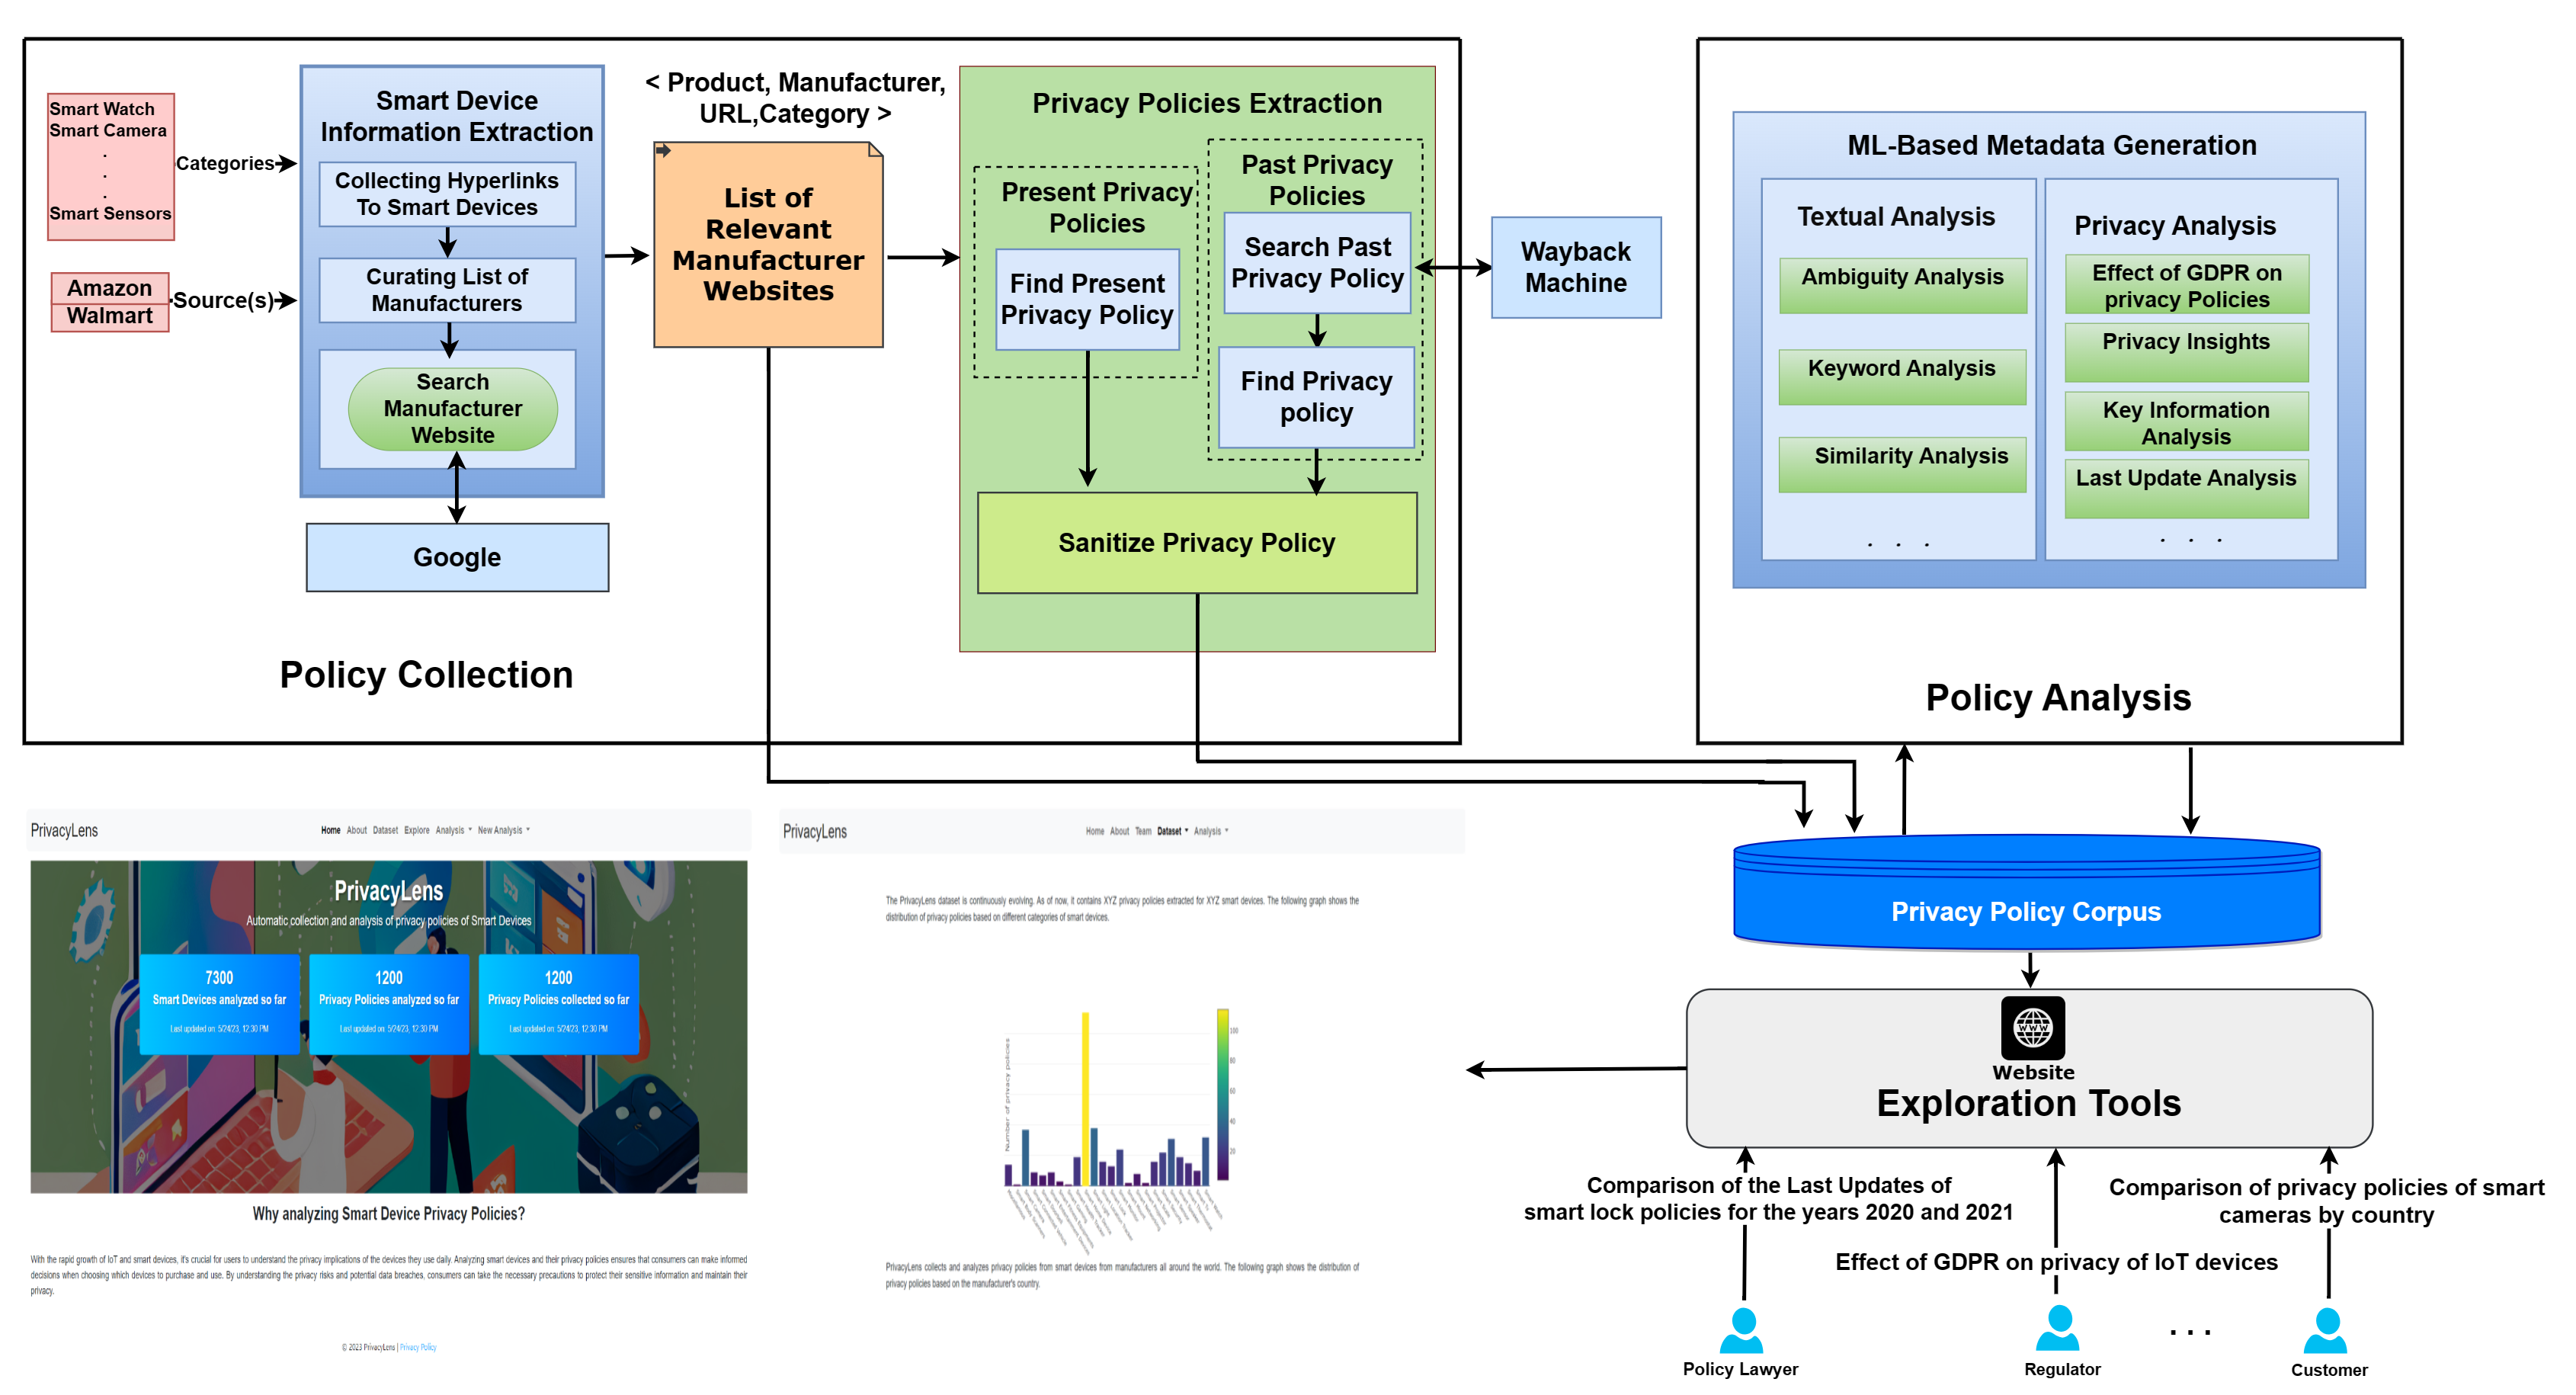 Smart Watch
Smart Camera
.
.
.
Smart Sensors
Categories
Amazon
Walmart
Source(s)
Smart Device
Information Extraction
Collecting Hyperlinks
To Smart Devices
Curating List of
Manufacturers
Search
Manufacturer
Website
Google
< Product, Manufacturer,
URL,Category >
List of
Relevant
Manufacturer
Websites
Privacy Policies Extraction
Present Privacy
Policies
Find Present
Privacy Policy
Past Privacy
Policies
Search Past
Privacy Policy
Find Privacy
policy
Sanitize Privacy Policy
Wayback
Machine
Policy Collection
ML-Based Metadata Generation
Textual Analysis
Ambiguity Analysis
Keyword Analysis
Similarity Analysis
. . .
Privacy Analysis
Effect of GDPR on
privacy Policies
Privacy Insights
Key Information
Analysis
Last Update Analysis
. . .
Policy Analysis
PrivacyLens
Home About Dataset Explore Analysis New Analysis
PrivacyLens
Automatic collection and analysis of privacy policies of Smart Devices
7300
Smart Devices analyzed so far
Last updated on: 5/24/23, 12:30 PM
1200
Privacy Policies analyzed so far
Last updated on: 5/24/23, 12:30 PM
1200
Privacy Policies collected so far
Last updated on: 5/24/23, 12:30 PM
Why analyzing Smart Device Privacy Policies?
With the rapid growth of IoT and smart devices, it's crucial for users to understand the privacy implications of the devices they use daily. Analyzing smart devices and their privacy policies ensures that consumers can make informed
decisions when choosing which devices to purchase and use. By understanding the privacy risks and potential data breaches, consumers can take the necessary precautions to protect their sensitive information and maintain their
privacy.
© 2023 PrivacyLens | Privacy Policy
PrivacyLens
Home About Team Dataset Analysis
The PrivacyLens dataset is continuously evolving. As of now, it contains XYZ privacy policies extracted for XYZ smart devices. The following graph shows the
distribution of privacy policies based on different categories of smart devices.
Number of privacy policies
100
80
60
40
20
PrivacyLens collects and analyzes privacy policies from smart devices from manufacturers all around the world. The following graph shows the distribution of
privacy policies based on the manufacturer's country.
Privacy Policy Corpus
WWW
Website
Exploration Tools
Comparison of the Last Updates of
smart lock policies for the years 2020 and 2021
Effect of GDPR on privacy of IoT devices
Comparison of privacy policies of smart
cameras by country
Policy Lawyer
Regulator
. . .
Customer